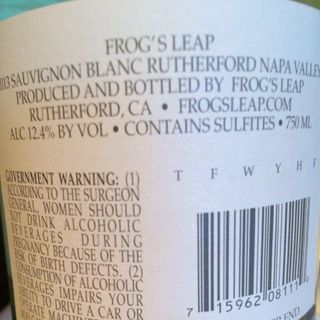 FROG'S LEAP
2013 SAUVIGNON BLANC RUTHERFORD NAPA VALLEY
PRODUCED AND BOTTLED BY FROG'S LEAP
RUTHERFORD, CA • FROGSLEAP.COM
ALC 12.4% BY VOL • CONTAINS SULFITES • 750 ML
GOVERNMENT WARNING: (1)
ACCORDING TO THE SURGEON
GENERAL, WOMEN SHOULD
NOT DRINK ALCOHOLIC
BEVERAGES DURING
PREGNANCY BECAUSE OF THE
RISK OF BIRTH DEFECTS. (2)
CONSUMPTION OF ALCOHOLIC
BEVERAGES IMPAIRS YOUR
ABILITY TO DRIVE A CAR OR
T F W Y H F
7 15962 08111